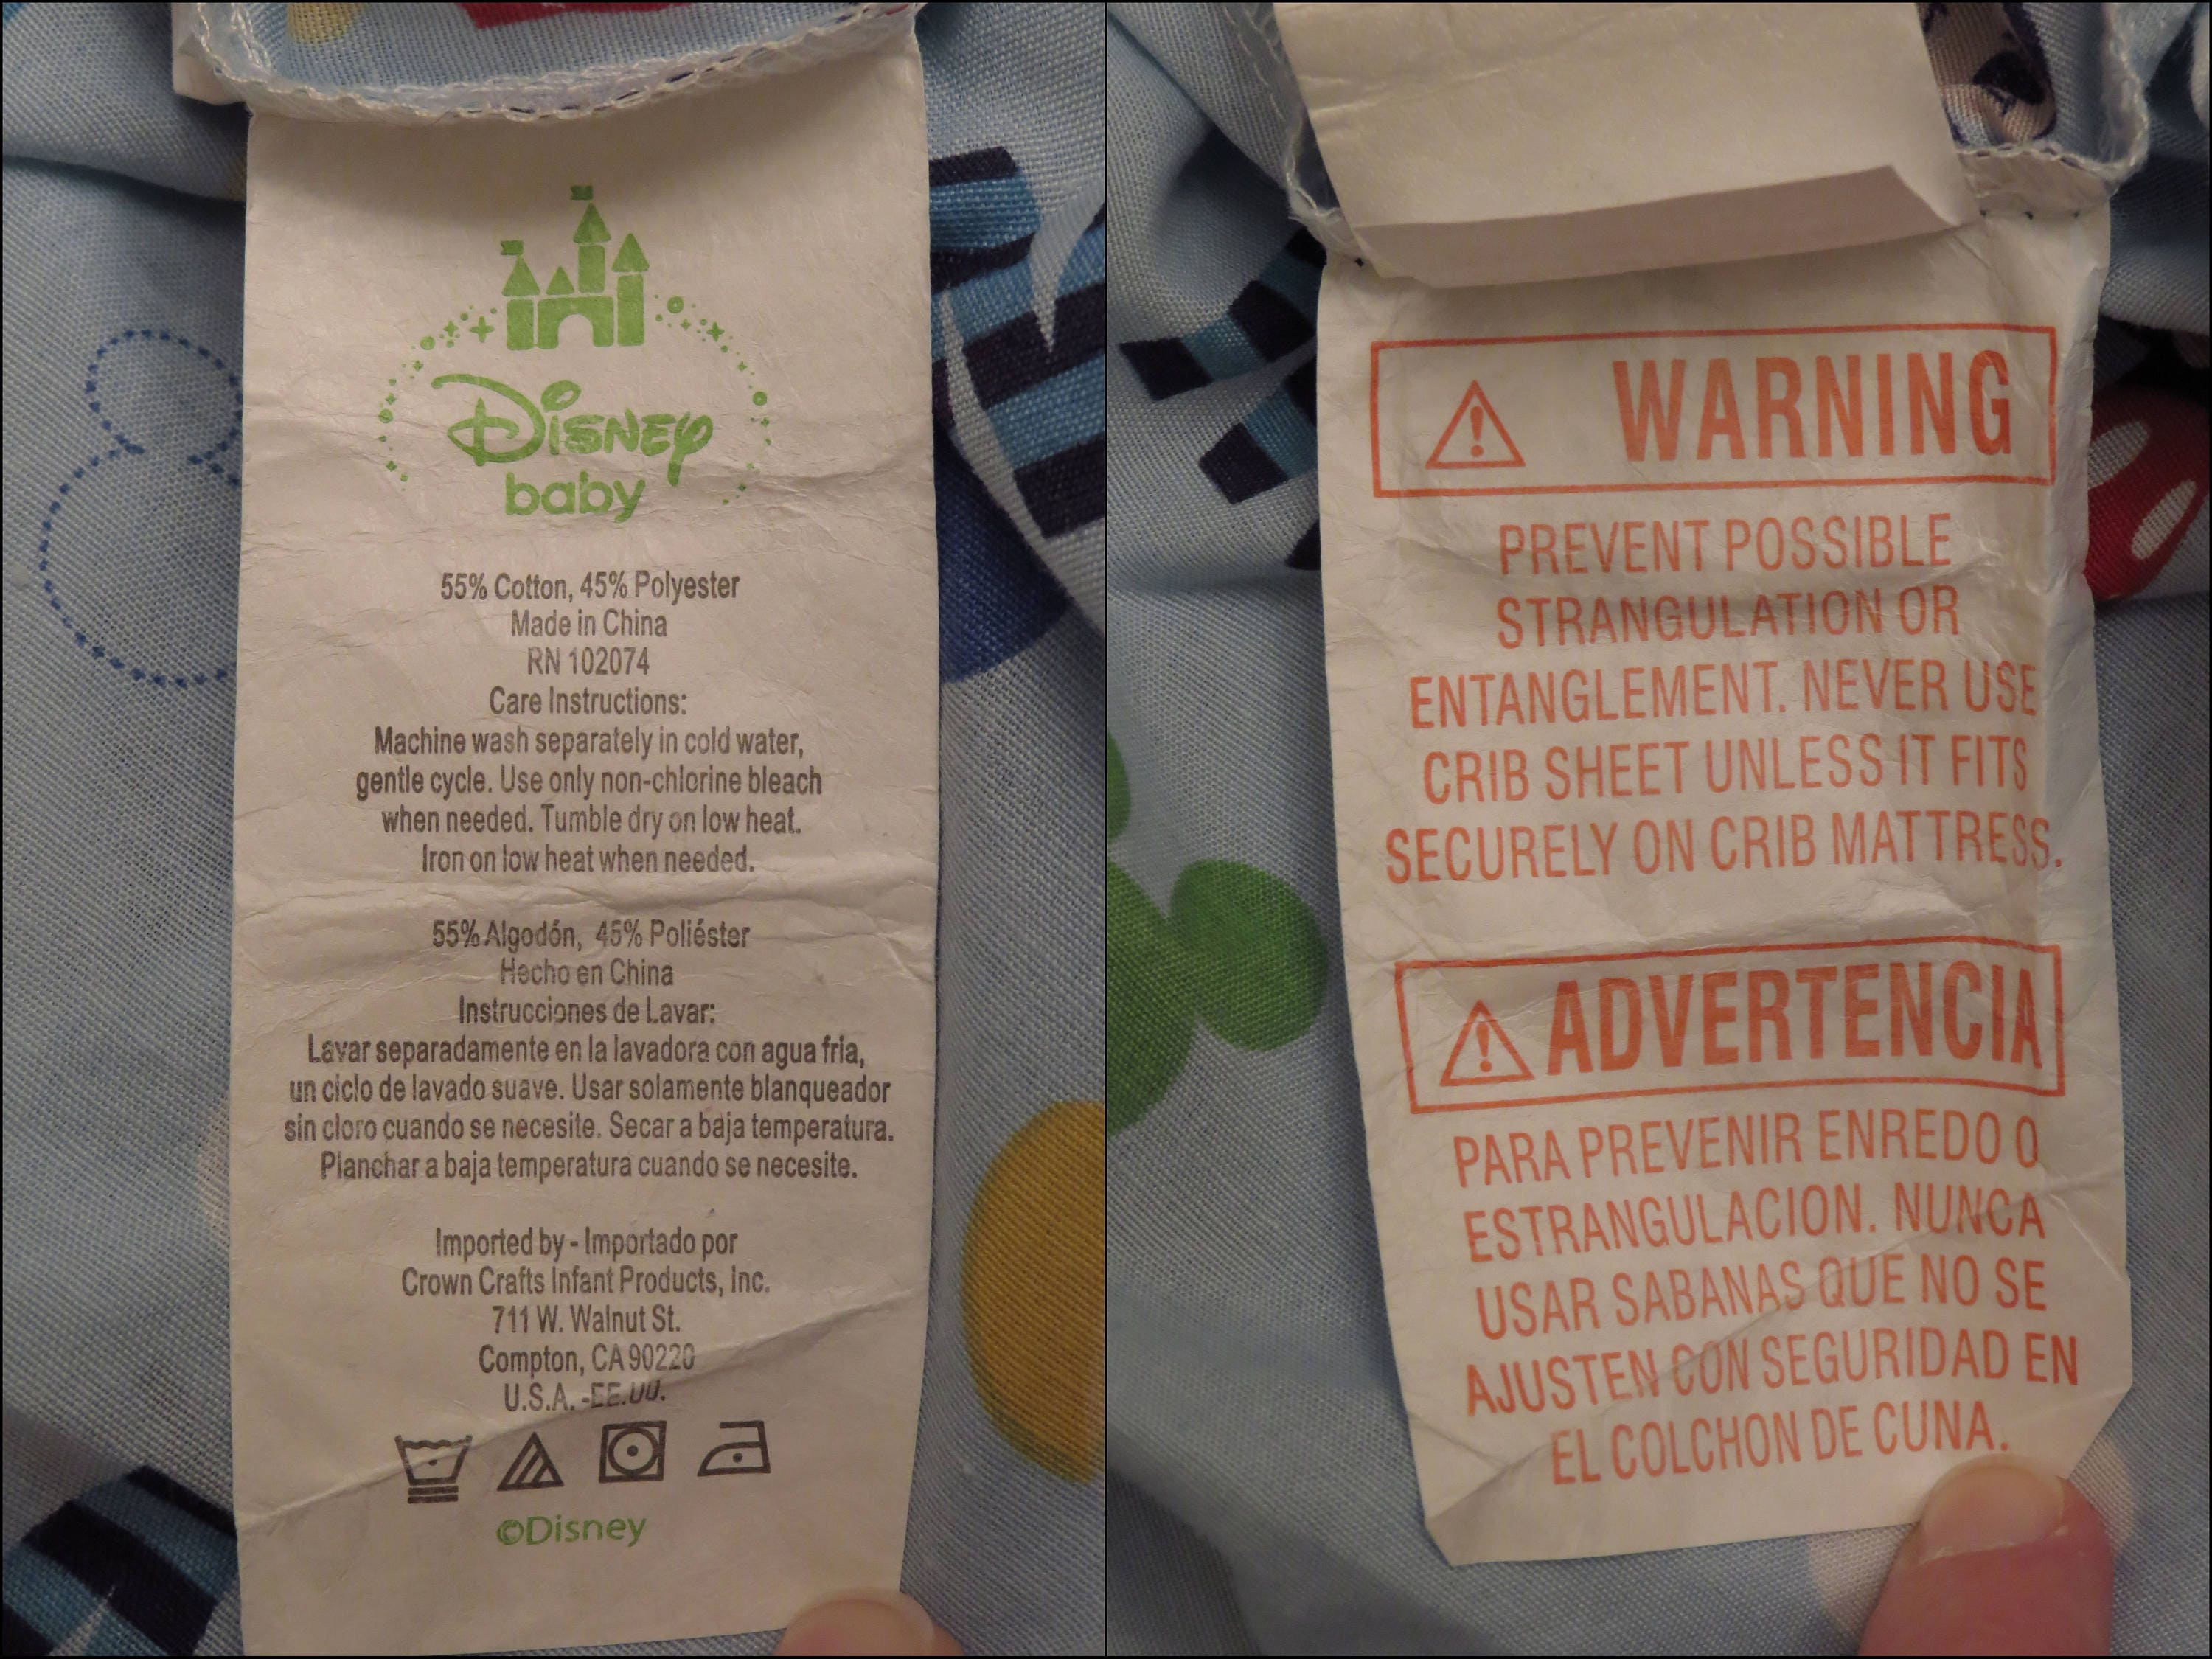 Disney
baby
55% Cotton, 45% Polyester
Made in China
RN 102074
Care Instructions:
Machine wash separately in cold water,
gentle cycle. Use only non-chlorine bleach
when needed. Tumble dry on low heat.
Iron on low heat when needed.
55% Algodón, 45% Poliéster
Hecho en China
Instrucciones de Lavar:
Lavar separadamente en la lavadora con agua fria,
un ciclo de lavado suave. Usar solamente blanqueador
sin cloro cuando se necesite. Secar a baja temperatura.
Planchar a baja temperatura cuando se necesite.
Imported by - Importado por
Crown Crafts Infant Products, Inc.
711 W. Walnut St.
Compton, CA 90220
U.S.A. -EE.UU.
©Disney
WARNING
PREVENT POSSIBLE
STRANGULATION OR
ENTANGLEMENT. NEVER USE
CRIB SHEET UNLESS IT FITS
SECURELY ON CRIB MATTRESS.
ADVERTENCIA
PARA PREVENIR ENREDO O
ESTRANGULACION. NUNCA
USAR SABANAS QUE NO SE
AJUSTEN CON SEGURIDAD EN
EL COLCHON DE CUNA.